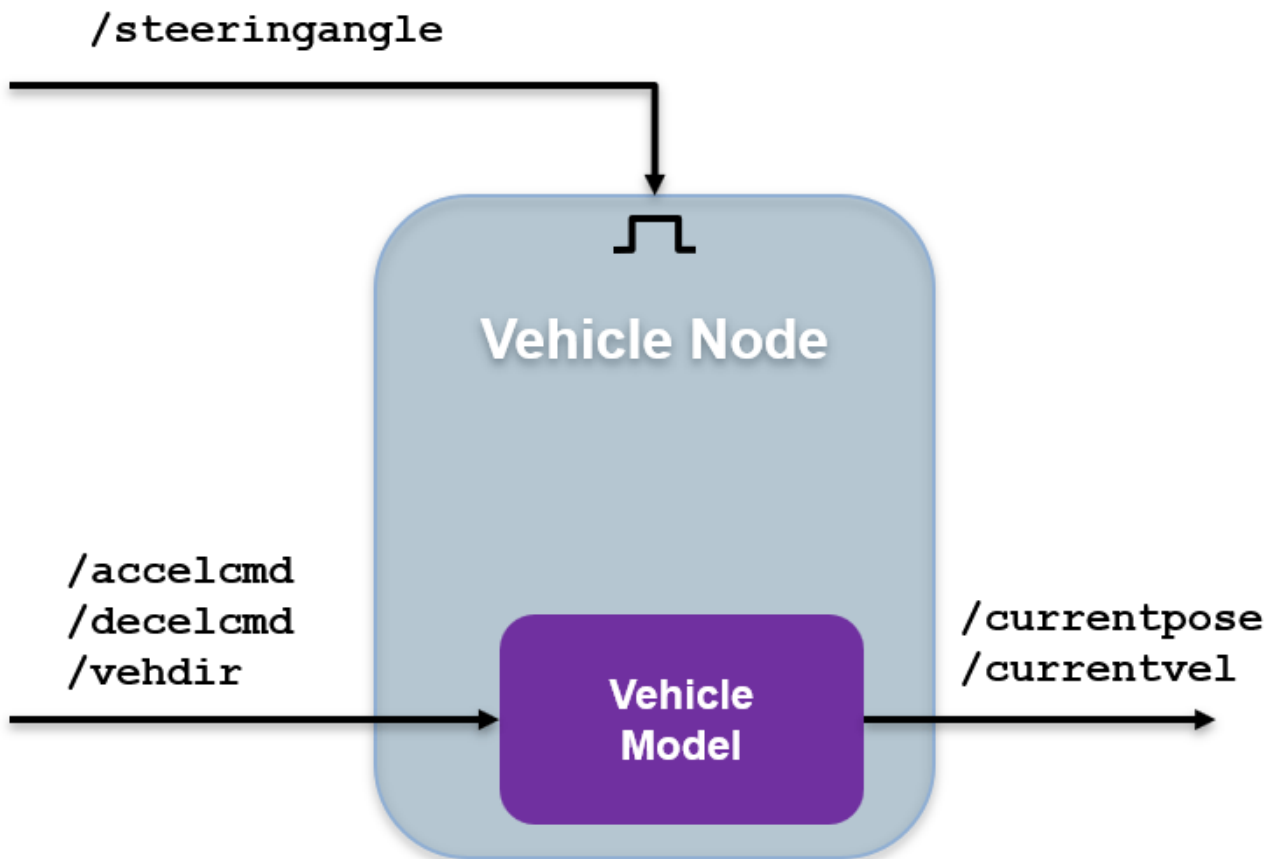 /steeringangle
Vehicle Node
/accelcmd
/decelcmd
/vehdir
Vehicle
Model
/currentpose
/currentvel